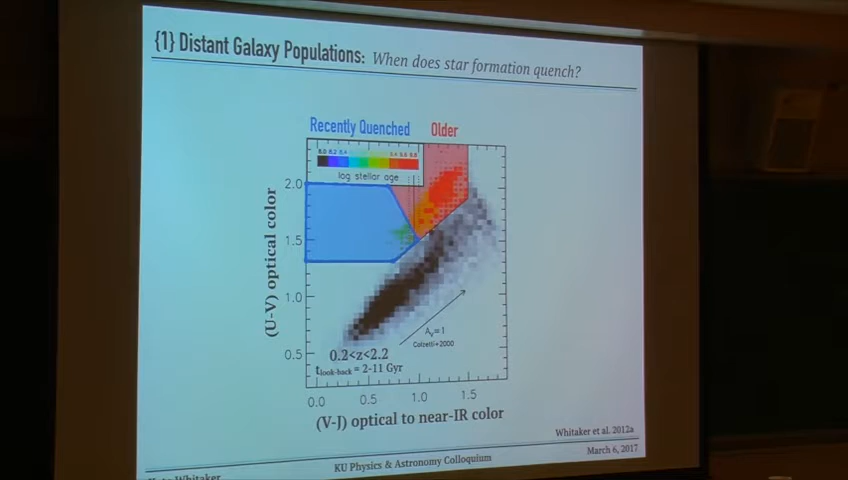 {1} Distant Galaxy Populations: When does star formation quench?
Recently Quenched Older
log stellar age
2.0
1.5
1.0
0.5
(U-V) optical color
Aᵥ=1
Calzetti+2000
0.2<z<2.2
t_look-back = 2-11 Gyr
0.0 0.5 1.0 1.5
(V-J) optical to near-IR color
Whitaker et al. 2012a
Whitaker
KU Physics & Astronomy Colloquium
March 6, 2017